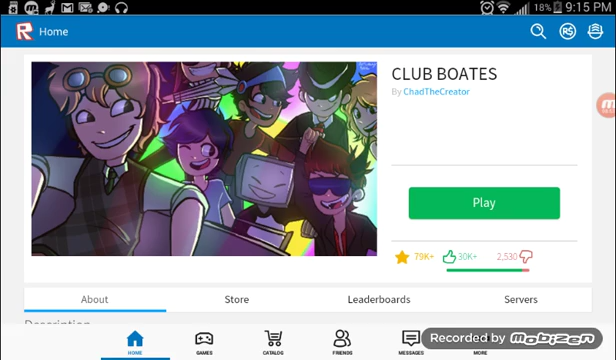 18% 9:15 PM
R Home
R$
CLUB BOATES
By ChadTheCreator
Play
79K+ 30K+ 2,530
About Store Leaderboards Servers
Description
HOME GAMES CATALOG FRIENDS MESSAGES MORE
Recorded by MOBIZEN